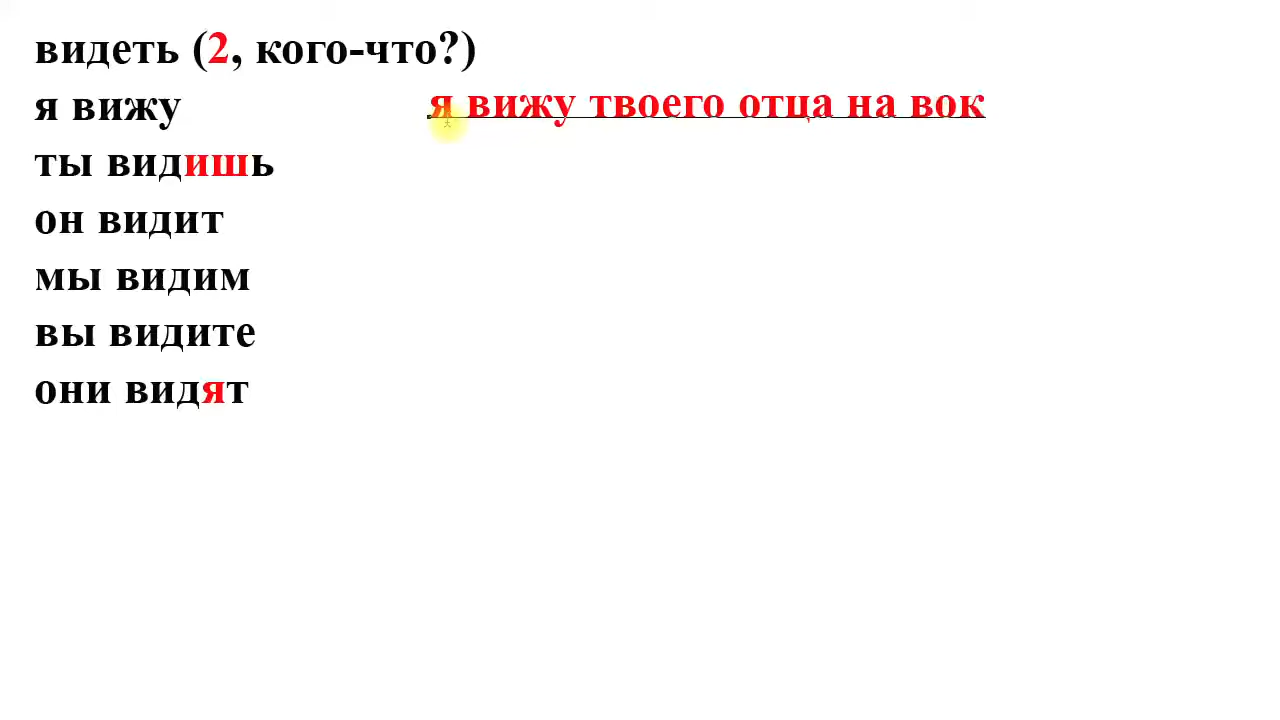 видеть (2, кого-что?)
я вижу
я вижу твоего отца на вок
ты видишь
он видит
мы видим
вы видите
они видят